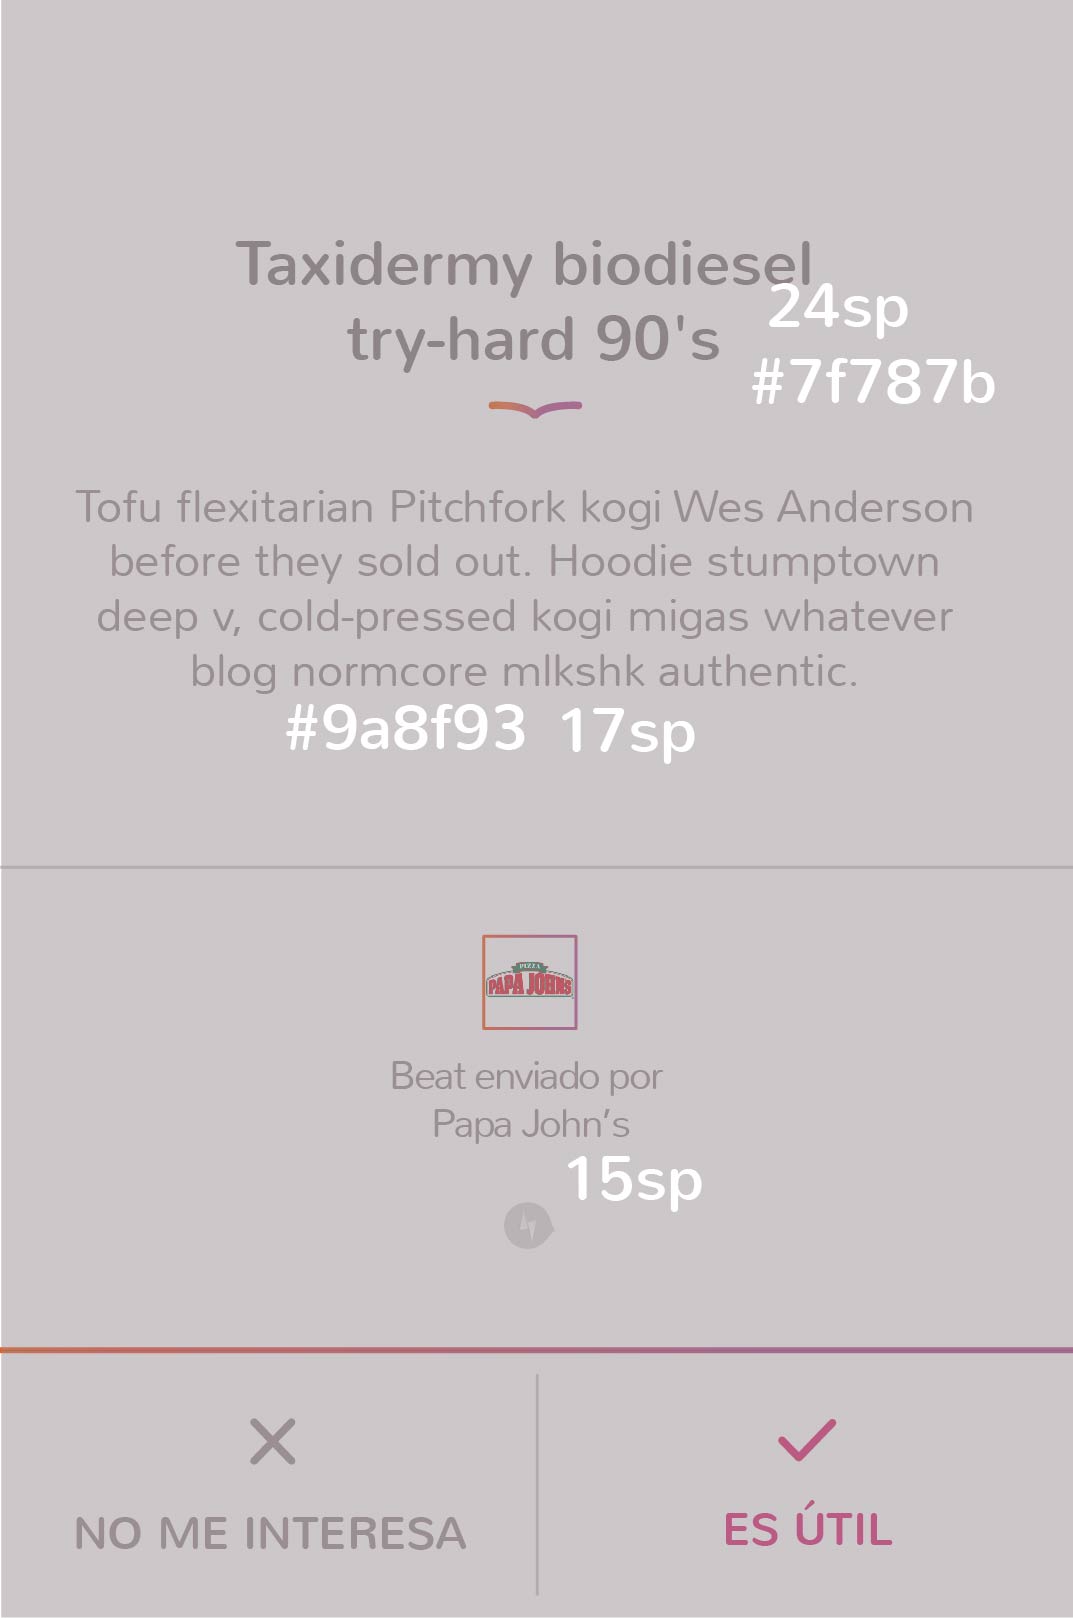 Taxidermy biodiesel
24sp
try-hard 90's
#7f787b
Tofu flexitarian Pitchfork kogi Wes Anderson
before they sold out. Hoodie stumptown
deep v, cold-pressed kogi migas whatever
blog normcore mlkshk authentic.
#9a8f93 17sp
PIZZA
PAPA JOHNS
Beat enviado por
Papa John’s
15sp
NO ME INTERESA
ES ÚTIL